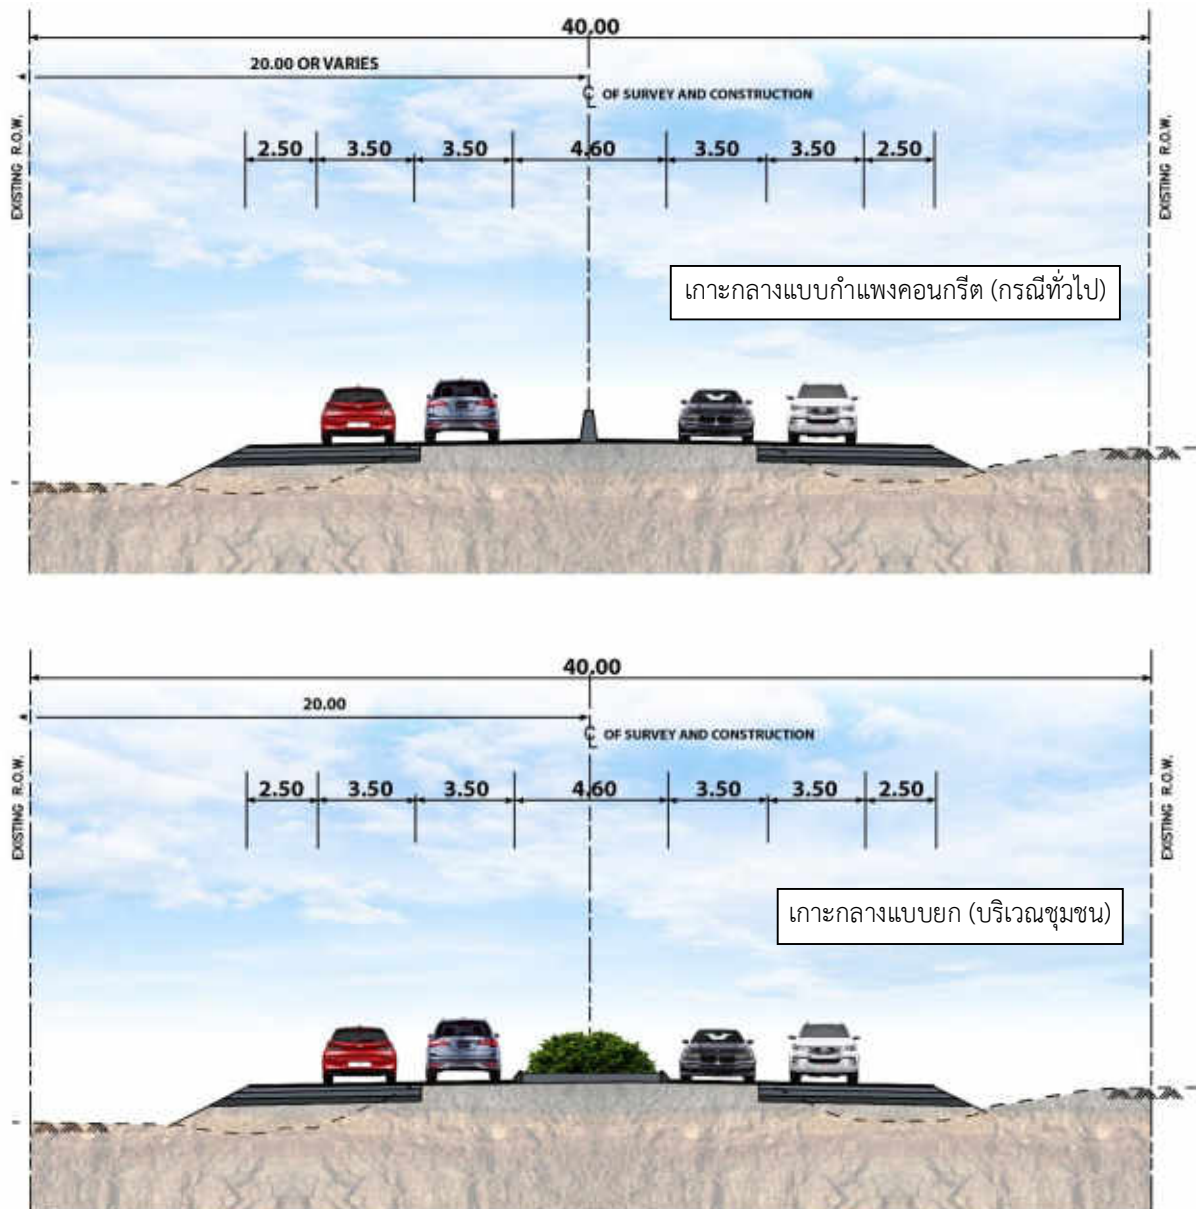 40.00
20.00 OR VARIES
℄ OF SURVEY AND CONSTRUCTION
EXISTING R.O.W.
EXISTING R.O.W.
2.50 3.50 3.50 4.60 3.50 3.50 2.50
เกาะกลางแบบกำแพงคอนกรีต (กรณีทั่วไป)
40.00
20.00
℄ OF SURVEY AND CONSTRUCTION
EXISTING R.O.W.
EXISTING R.O.W.
2.50 3.50 3.50 4.60 3.50 3.50 2.50
เกาะกลางแบบยก (บริเวณชุมชน)